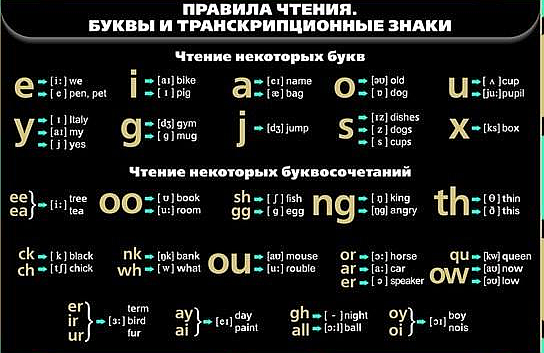 ПРАВИЛА ЧТЕНИЯ.
БУКВЫ И ТРАНСКРИПЦИОННЫЕ ЗНАКИ
Чтение некоторых букв
e [i:] we
[e] pen, pet
i [aɪ] bike
[ɪ] pig
a [eɪ] name
[æ] bag
o [əʊ] old
[ɒ] dog
u [ʌ] cup
[ju:] pupil
y [ɪ] Italy
[aɪ] my
[j] yes
g [dʒ] gym
[g] mug
j [dʒ] jump
s [ɪz] dishes
[z] dogs
[s] cups
x [ks] box
Чтение некоторых буквосочетаний
ee ea } [i:] tree
tea
oo [ʊ] book
[u:] room
sh [ʃ] fish
gg [g] egg
ng [ŋ] king
[ŋg] angry
th [θ] thin
[ð] this
ck [k] black
ch [tʃ] chick
nk [ŋk] bank
wh [w] what
ou [aʊ] mouse
[u:] rouble
or [ɔ:] horse
ar [a:] car
er [ə] speaker
qu [kw] queen
ow [aʊ] now
[əʊ] low
er ir ur } [ɜ:] term
bird
fur
ay ai } [eɪ] day
paint
gh [-] night
all [ɔ:l] ball
oy oi } [ɔɪ] boy
nois